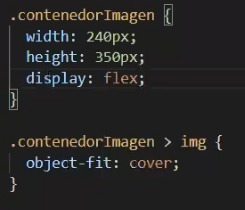 .contenedorImagen {
width: 240px;
height: 350px;
display: flex;
}
.contenedorImagen > img {
object-fit: cover;
}